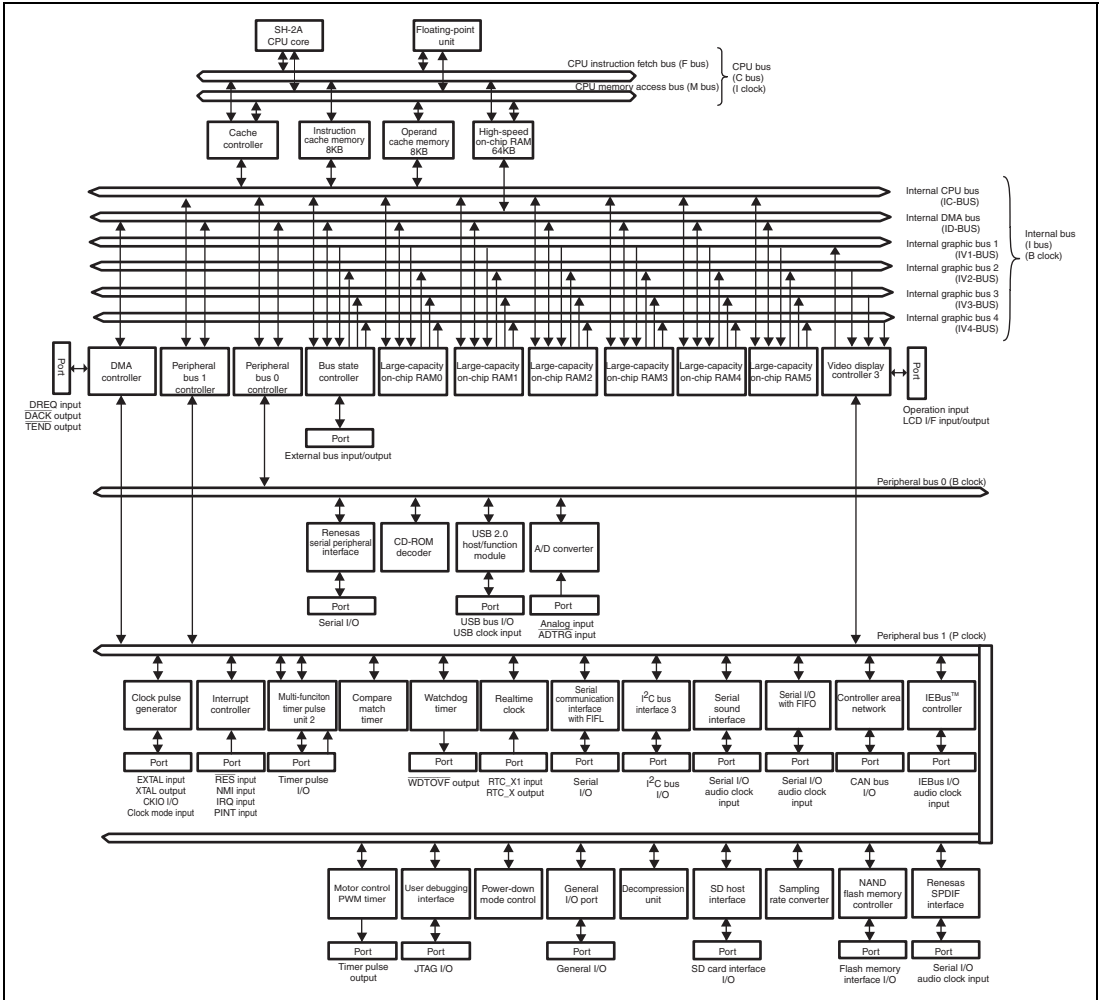 SH-2A
CPU core
Floating-point
unit
CPU instruction fetch bus (F bus)
CPU memory access bus (M bus)
CPU bus
(C bus)
(I clock)
Cache
controller
Instruction
cache memory
8KB
Operand
cache memory
8KB
High-speed
on-chip RAM
64KB
Internal CPU bus
(IC-BUS)
Internal DMA bus
(ID-BUS)
Internal graphic bus 1
(IV1-BUS)
Internal graphic bus 2
(IV2-BUS)
Internal graphic bus 3
(IV3-BUS)
Internal graphic bus 4
(IV4-BUS)
Internal bus
(I bus)
(B clock)
Port
DREQ input
DACK output
TEND output
DMA
controller
Peripheral
bus 1
controller
Peripheral
bus 0
controller
Bus state
controller
Large-capacity
on-chip RAM0
Large-capacity
on-chip RAM1
Large-capacity
on-chip RAM2
Large-capacity
on-chip RAM3
Large-capacity
on-chip RAM4
Large-capacity
on-chip RAM5
Video display
controller 3
Port
Operation input
LCD I/F input/output
Port
External bus input/output
Peripheral bus 0 (B clock)
Renesas
serial peripheral
interface
CD-ROM
decoder
USB 2.0
host/function
module
A/D converter
Port
Serial I/O
Port
USB bus I/O
USB clock input
Port
Analog input
ADTRG input
Peripheral bus 1 (P clock)
Clock pulse
generator
Interrupt
controller
Multi-funciton
timer pulse
unit 2
Compare
match
timer
Watchdog
timer
Realtime
clock
Serial
communication
interface
with FIFL
I2C bus
interface 3
Serial
sound
interface
Serial I/O
with FIFO
Controller area
network
IEBus™
controller
Port
EXTAL input
XTAL output
CKIO I/O
Clock mode input
Port
RES input
NMI input
IRQ input
PINT input
Port
Timer pulse
I/O
Port
WDTOVF output
Port
RTC_X1 input
RTC_X output
Port
Serial
I/O
Port
I2C bus
I/O
Port
Serial I/O
audio clock
input
Port
Serial I/O
audio clock
input
Port
CAN bus
I/O
Port
IEBus I/O
audio clock
input
Motor control
PWM timer
User debugging
interface
Power-down
mode control
General
I/O port
Decompression
unit
SD host
interface
Sampling
rate converter
NAND
flash memory
controller
Renesas
SPDIF
interface
Port
Timer pulse
output
Port
JTAG I/O
Port
General I/O
Port
SD card interface
I/O
Port
Flash memory
interface I/O
Port
Serial I/O
audio clock input